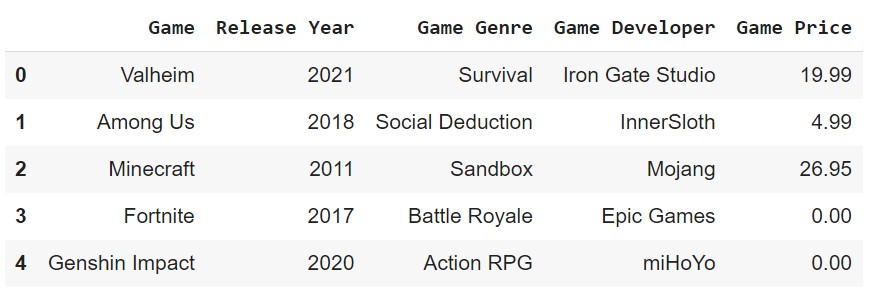 Game Release Year Game Genre Game Developer Game Price
0 Valheim 2021 Survival Iron Gate Studio 19.99
1 Among Us 2018 Social Deduction InnerSloth 4.99
2 Minecraft 2011 Sandbox Mojang 26.95
3 Fortnite 2017 Battle Royale Epic Games 0.00
4 Genshin Impact 2020 Action RPG miHoYo 0.00